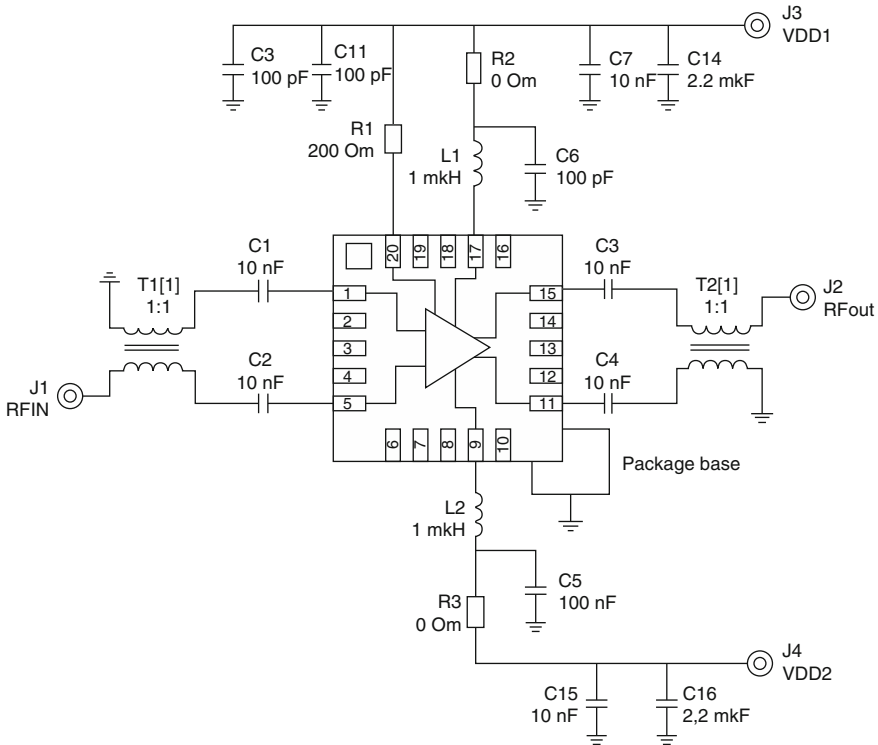 J3
VDD1
C3
100 pF
C11
100 pF
R2
0 Om
C7
10 nF
C14
2.2 mkF
R1
200 Om
L1
1 mkH
C6
100 pF
20
19
18
17
16
C1
10 nF
C3
10 nF
T1[1]
1:1
T2[1]
1:1
J2
RFout
1
2
3
4
5
15
14
13
12
11
C2
10 nF
C4
10 nF
J1
RFIN
6
7
8
9
10
Package base
L2
1 mkH
C5
100 nF
R3
0 Om
J4
VDD2
C15
10 nF
C16
2,2 mkF